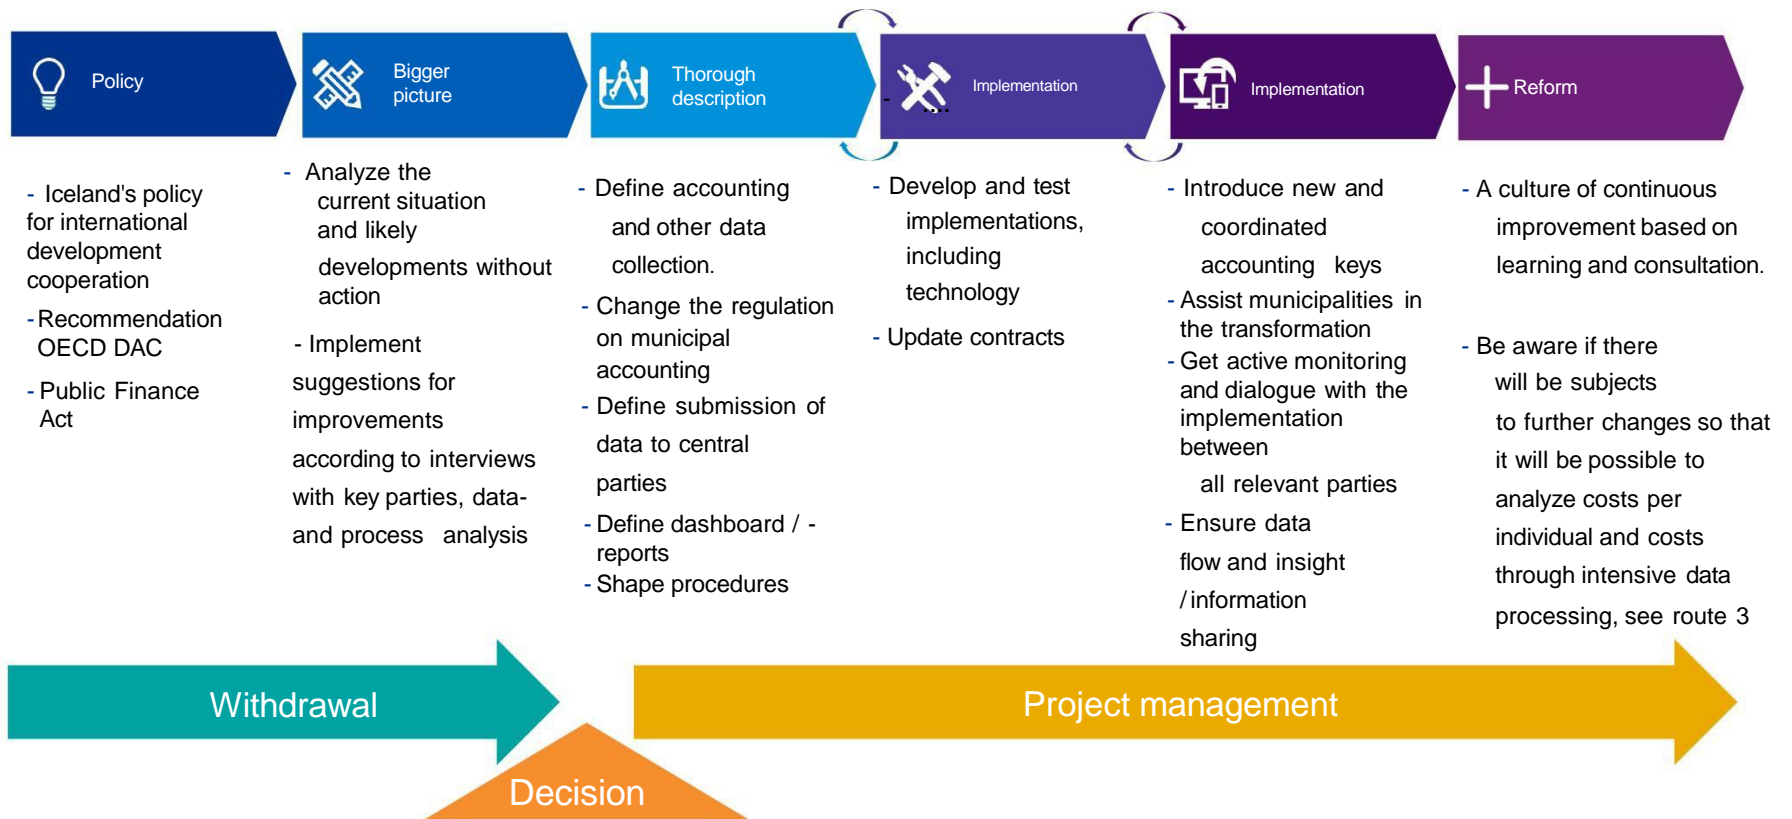 Policy
Bigger
picture
Thorough
description
Implementation
Implementation
Reform
- Iceland's policy
for international
development
cooperation
- Recommendation
OECD DAC
- Public Finance
Act
- Analyze the
current situation
and likely
developments without
action
- Implement
suggestions for
improvements
according to interviews
with key parties, data-
and process analysis
- Define accounting
and other data
collection.
- Change the regulation
on municipal
accounting
- Define submission of
data to central
parties
- Define dashboard / -
reports
- Shape procedures
- Develop and test
implementations,
including
technology
- Update contracts
- Introduce new and
coordinated
accounting keys
- Assist municipalities in
the transformation
- Get active monitoring
and dialogue with the
implementation
between
all relevant parties
- Ensure data
flow and insight
/ information
sharing
- A culture of continuous
improvement based on
learning and consultation.
- Be aware if there
will be subjects
to further changes so that
it will be possible to
analyze costs per
individual and costs
through intensive data
processing, see route 3
Withdrawal
Project management
Decision